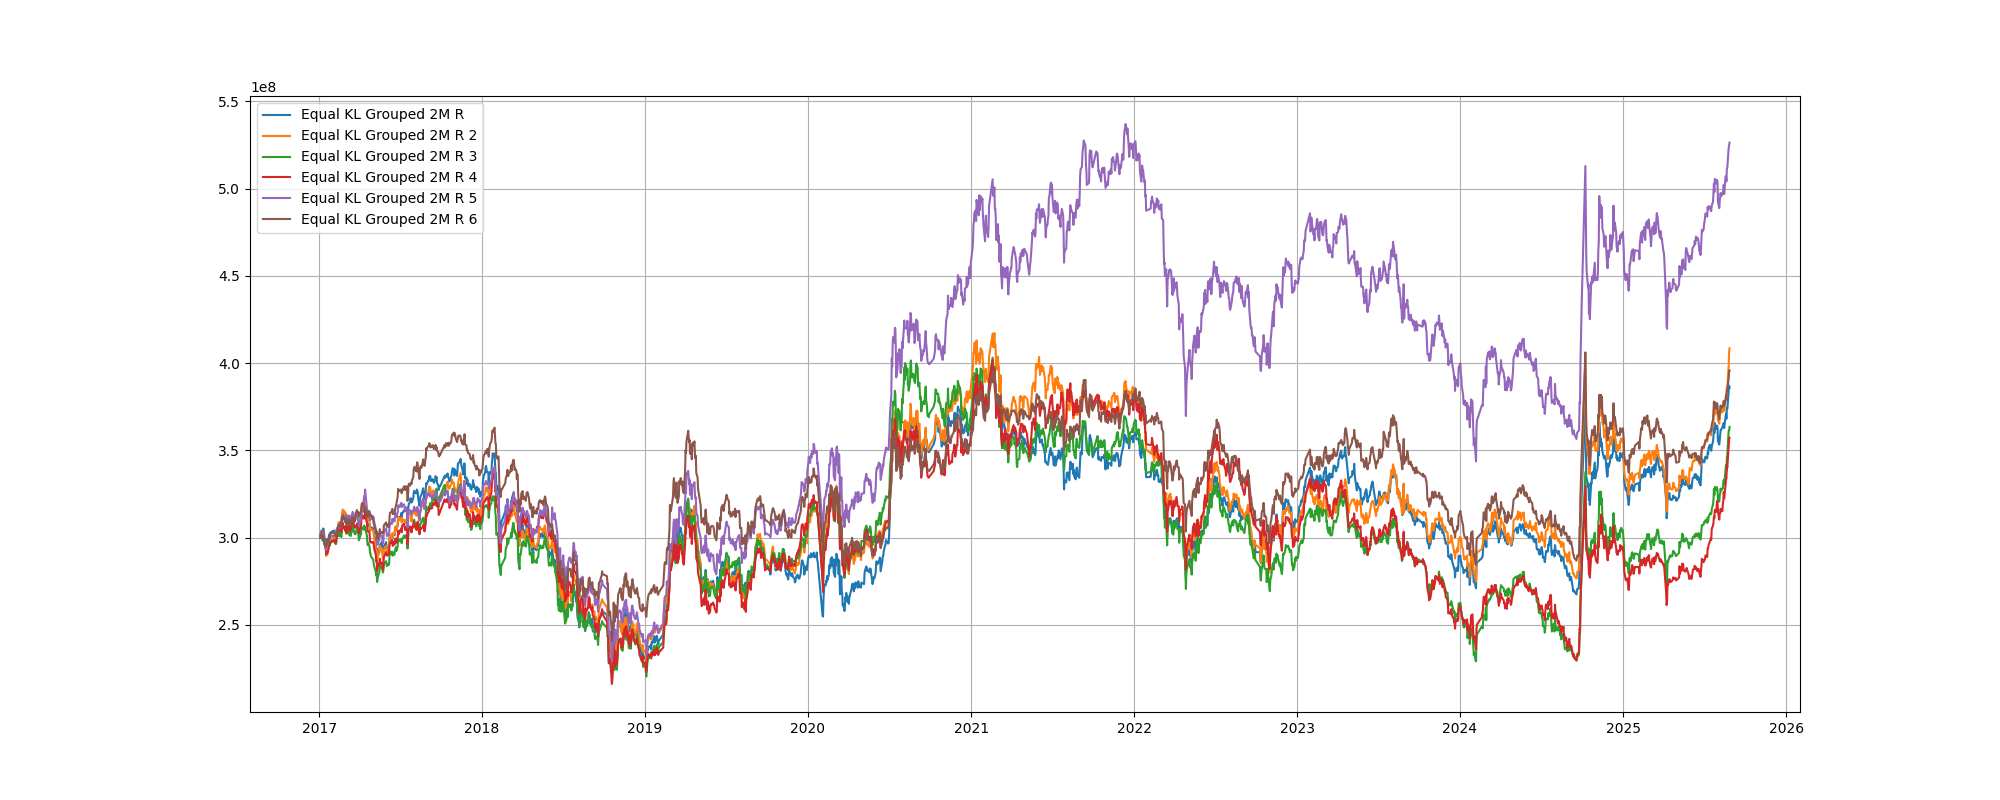 1e8
5.5
5.0
4.5
4.0
3.5
3.0
2.5
Equal KL Grouped 2M R
Equal KL Grouped 2M R 2
Equal KL Grouped 2M R 3
Equal KL Grouped 2M R 4
Equal KL Grouped 2M R 5
Equal KL Grouped 2M R 6
2017 2018 2019 2020 2021 2022 2023 2024 2025 2026